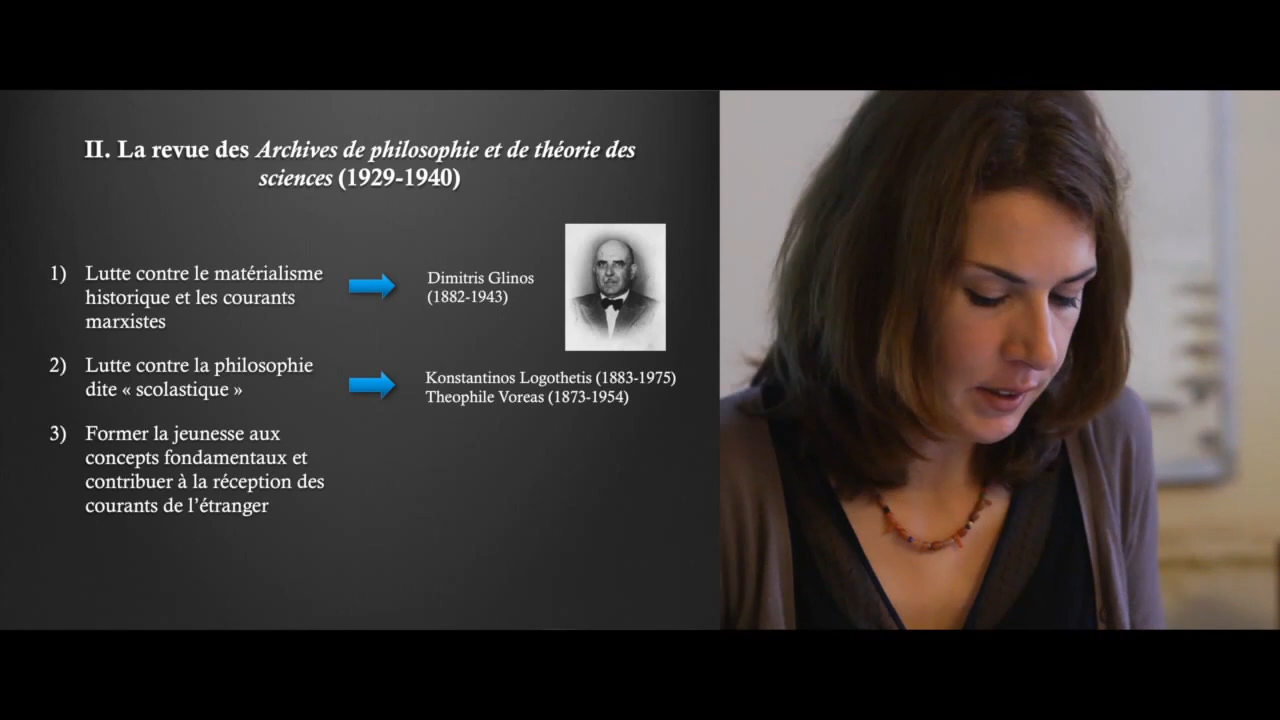 II. La revue des Archives de philosophie et de théorie des
sciences (1929-1940)
1) Lutte contre le matérialisme
historique et les courants
marxistes
Dimitris Glinos
(1882-1943)
2) Lutte contre la philosophie
dite « scolastique »
Konstantinos Logothetis (1883-1975)
Theophile Voreas (1873-1954)
3) Former la jeunesse aux
concepts fondamentaux et
contribuer à la réception des
courants de l’étranger